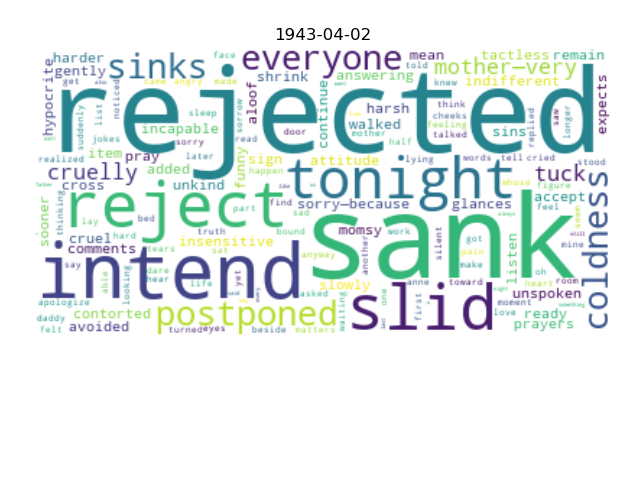 1943-04-02
harder sinks everyone mean tactless remain
gently face mother—very
hypocrite get shrink answering told knew indifferent
rejected
suddenly list noticed sleep sorrow aloof door continue harsh think cheeks sins replied saw longer expects
jokes incapable read walked feeling talked
sorry half
realized item pray later funny sign attitude lying words tell cried stood
cruelly added happen tonight whose tuck
cross unkind find sorry—because glances figure accept
sooner thinking lay bed reject part sad feel coldness
cruel hard truth bound momsy work silent got listen seen mine
comments tears insensitive another pain oh
say intend sat anyway sank make heart room
able looking dare hear life yet slowly anne toward unspoken
apologize contorted asked waiting one first moment prayers
daddy postponed slid love ready
felt avoided turned eyes beside matters